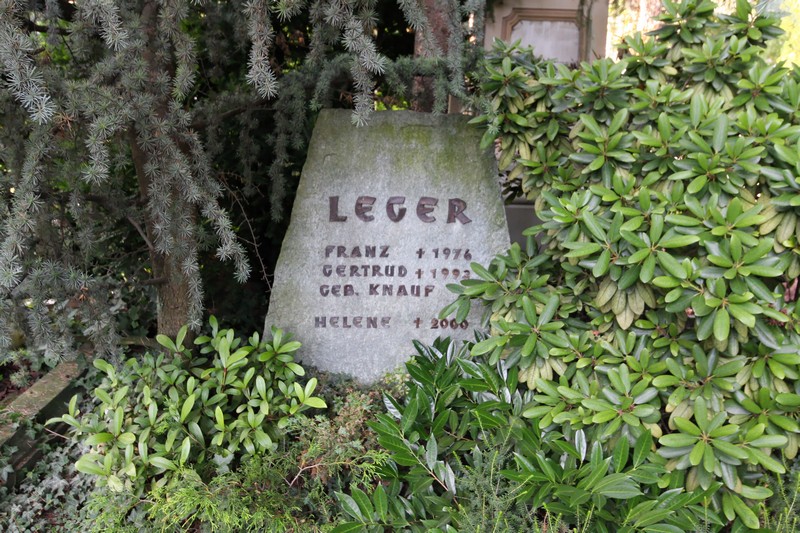 LEGER
FRANZ † 1976
GERTRUD † 1992
GEB. KNAUF
HELENE † 2000